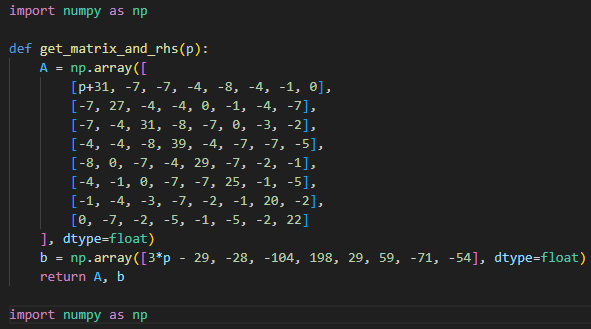 import numpy as np
def get_matrix_and_rhs(p):
A = np.array([
[p+31, -7, -7, -4, -8, -4, -1, 0],
[-7, 27, -4, -4, 0, -1, -4, -7],
[-7, -4, 31, -8, -7, 0, -3, -2],
[-4, -4, -8, 39, -4, -7, -7, -5],
[-8, 0, -7, -4, 29, -7, -2, -1],
[-4, -1, 0, -7, -7, 25, -1, -5],
[-1, -4, -3, -7, -2, -1, 20, -2],
[0, -7, -2, -5, -1, -5, -2, 22]
], dtype=float)
b = np.array([3*p - 29, -28, -104, 198, 29, 59, -71, -54], dtype=float)
return A, b
import numpy as np